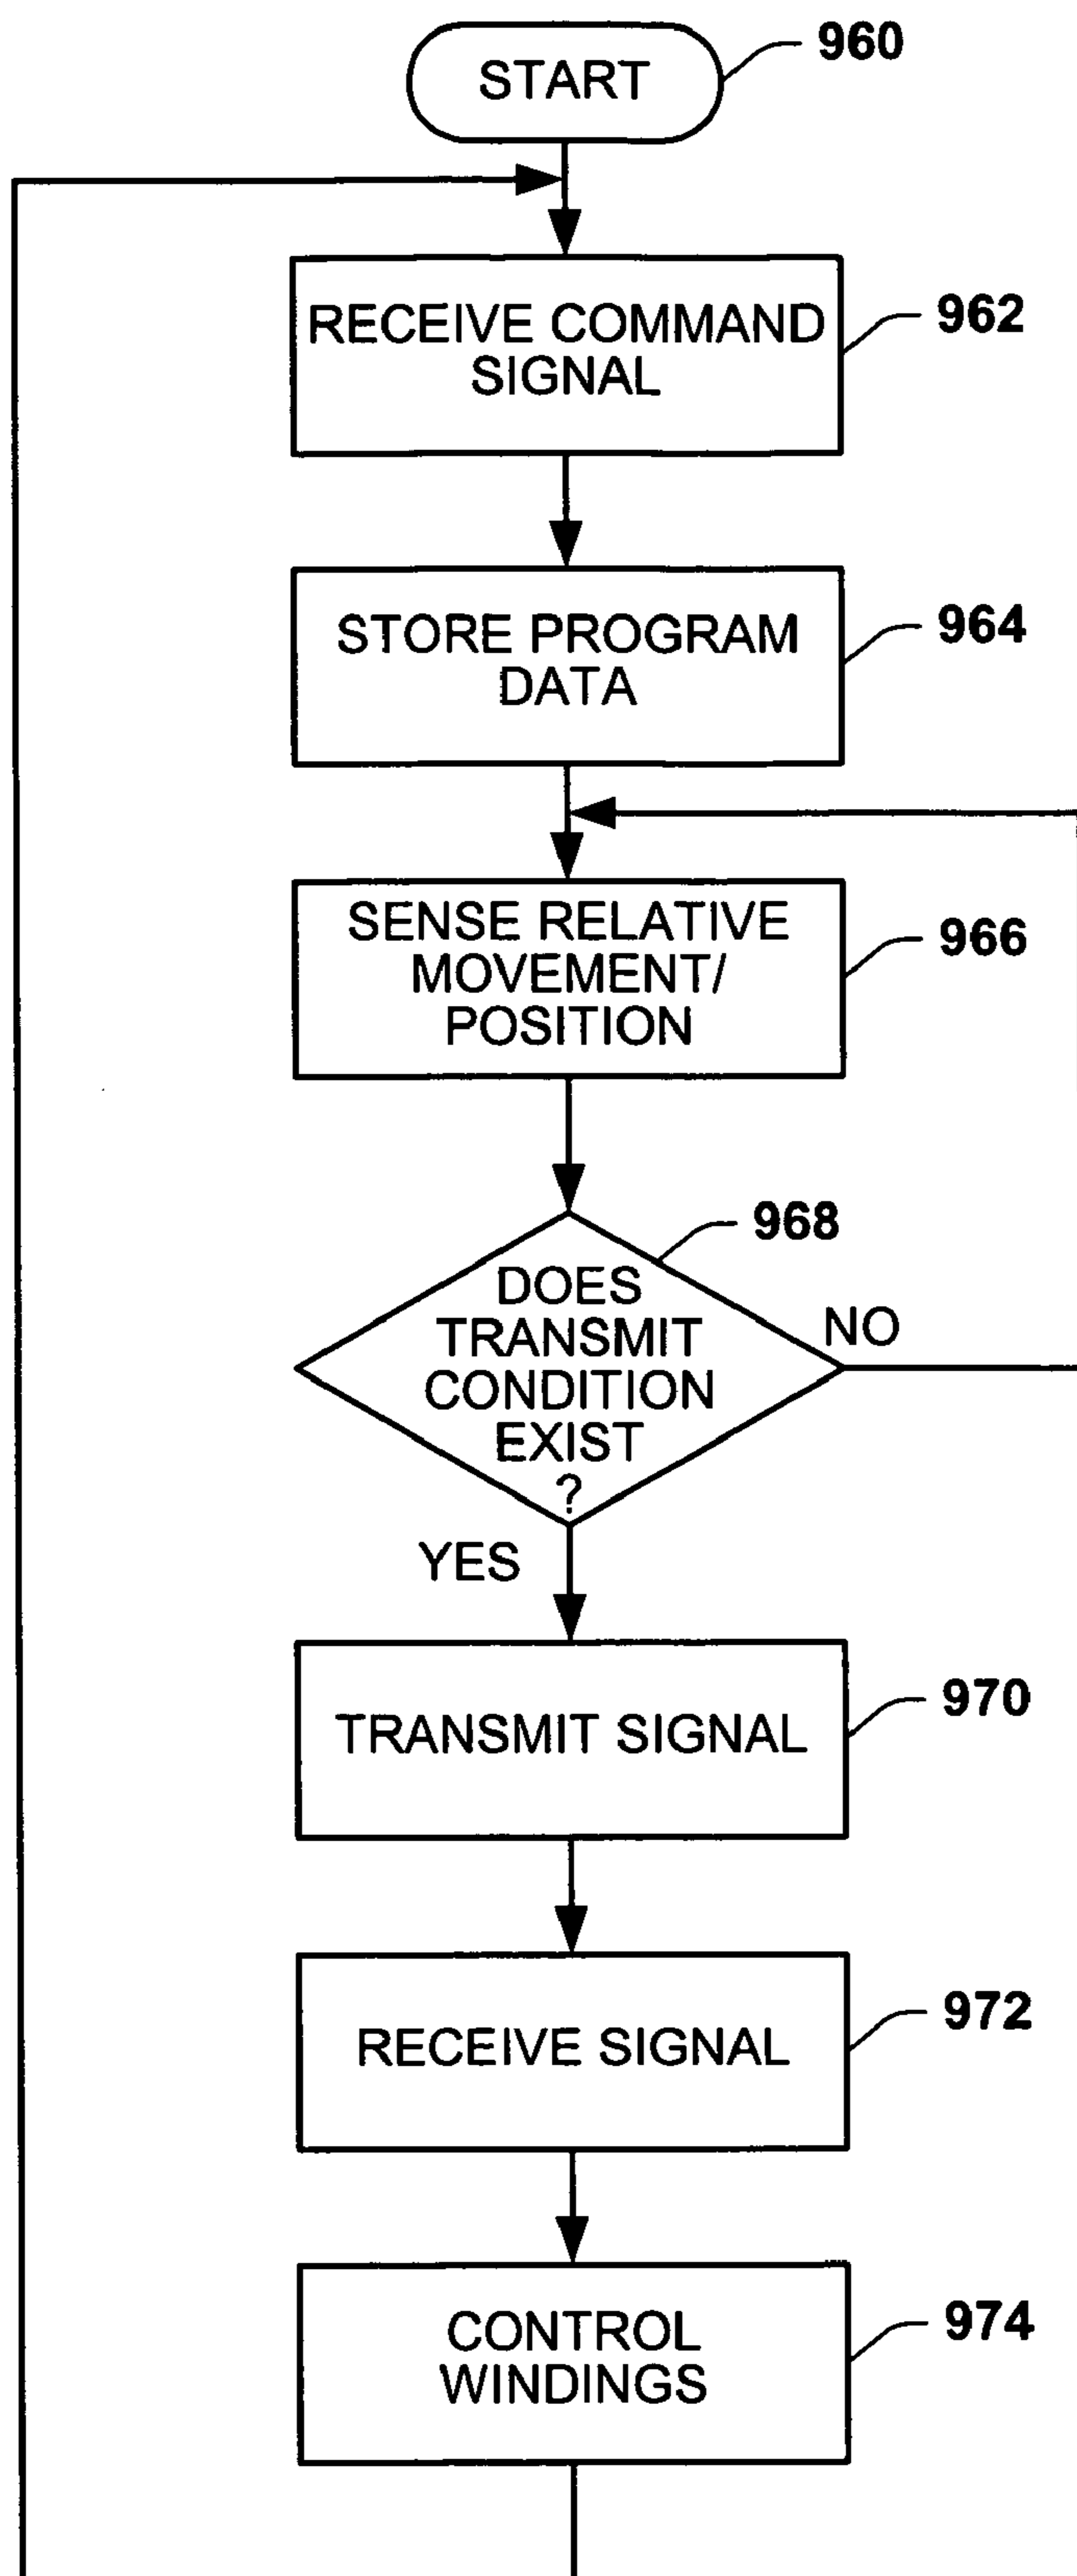 START
960
RECEIVE COMMAND
SIGNAL
962
STORE PROGRAM
DATA
964
SENSE RELATIVE
MOVEMENT/
POSITION
966
968
DOES
TRANSMIT
CONDITION
EXIST
?
NO
YES
TRANSMIT SIGNAL
970
RECEIVE SIGNAL
972
CONTROL
WINDINGS
974